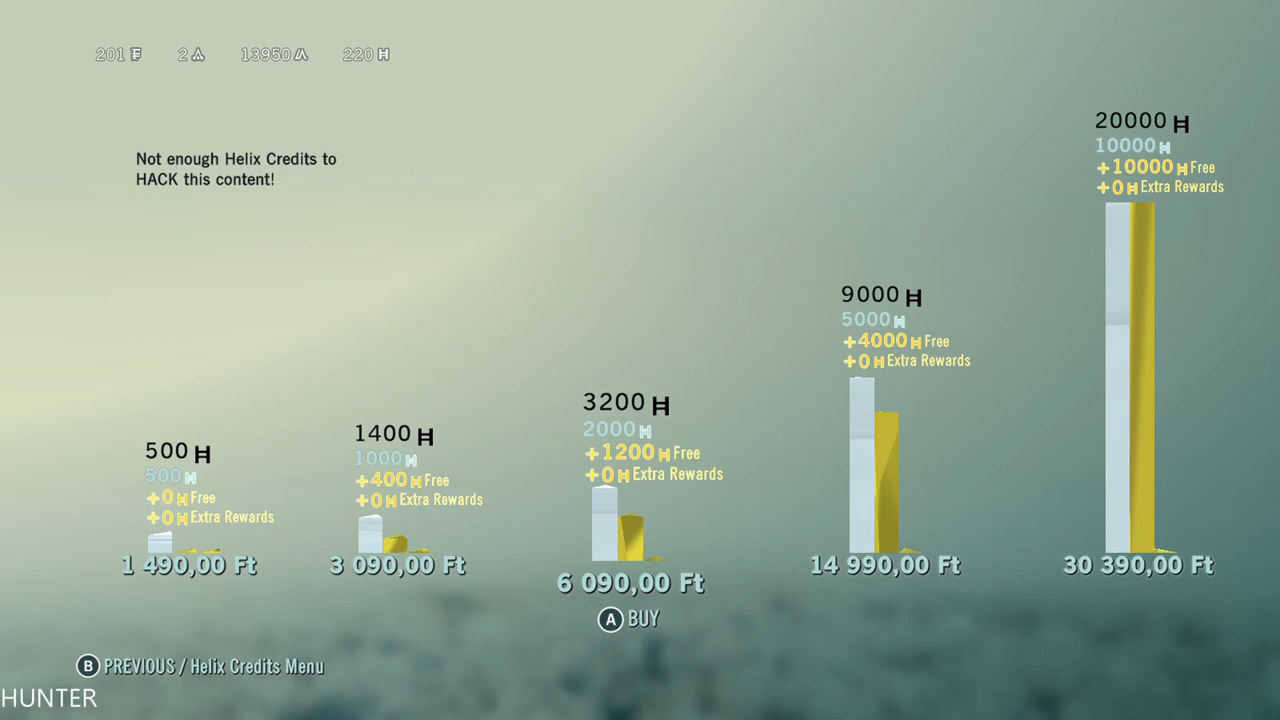 201 2 13950 220 H
Not enough Helix Credits to
HACK this content!
500 H
500 H
+0 H Free
+0 H Extra Rewards
1 490,00 Ft
1400 H
1000 H
+400 H Free
+0 H Extra Rewards
3 090,00 Ft
3200 H
2000 H
+1200 H Free
+0 H Extra Rewards
6 090,00 Ft
A BUY
9000 H
5000 H
+4000 H Free
+0 H Extra Rewards
14 990,00 Ft
20000 H
10000 H
+10000 H Free
+0 H Extra Rewards
30 390,00 Ft
B PREVIOUS / Helix Credits Menu
HUNTER